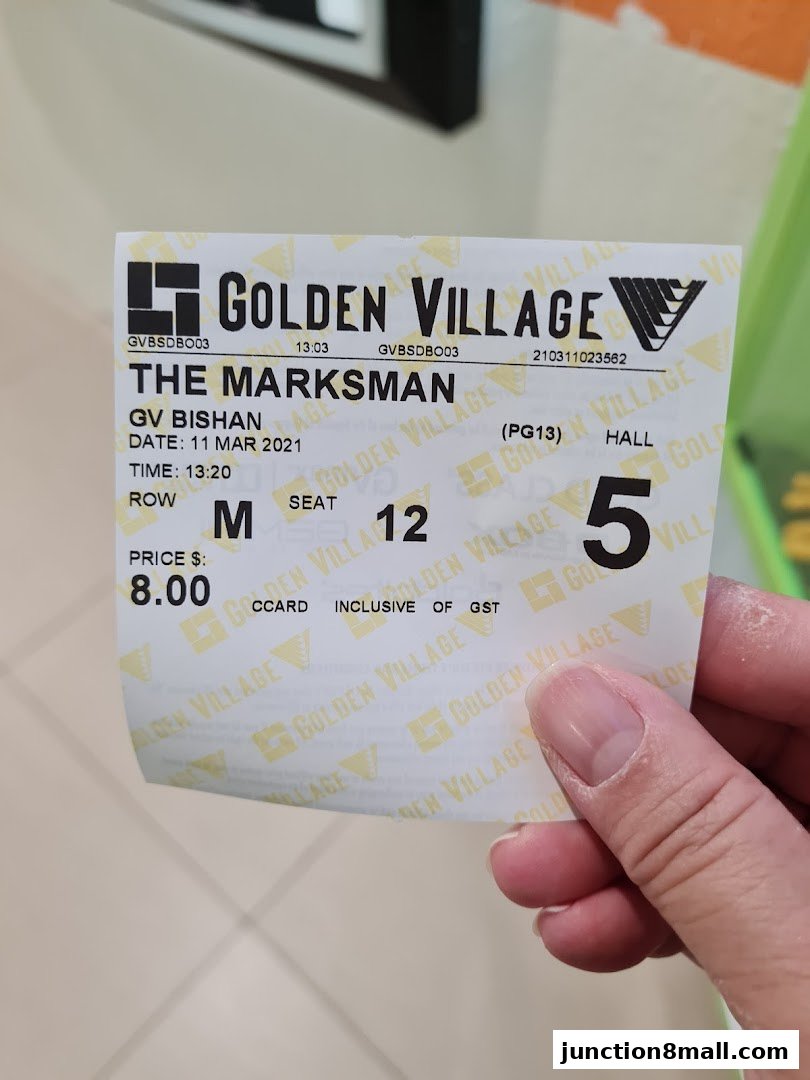 GOLDEN VILLAGE
GVBSDBO03 13:03 GVBSDBO03 210311023562
THE MARKSMAN
GV BISHAN
(PG13) HALL
DATE: 11 MAR 2021
TIME: 13:20
5
ROW M SEAT 12
PRICE $:
8.00 CCARD INCLUSIVE OF GST
junction8mall.com